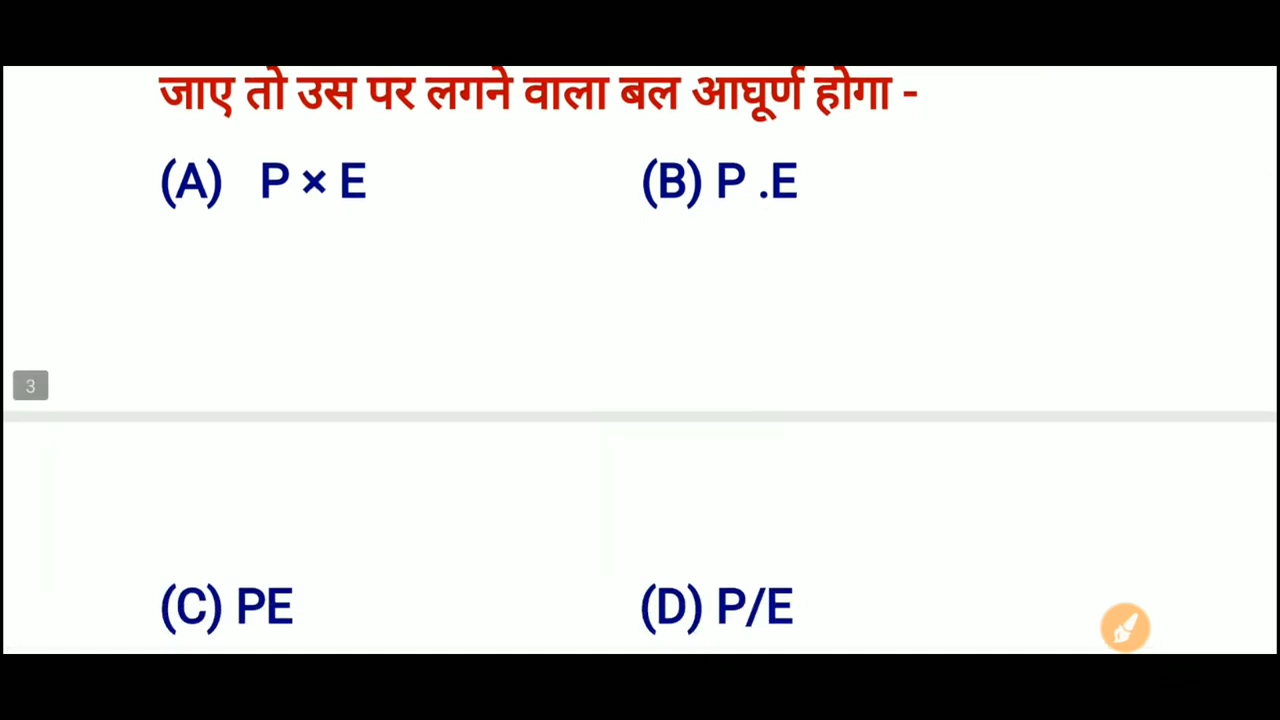 जाए तो उस पर लगने वाला बल आघूर्ण होगा -
(A) P × E (B) P .E
3
(C) PE (D) P/E